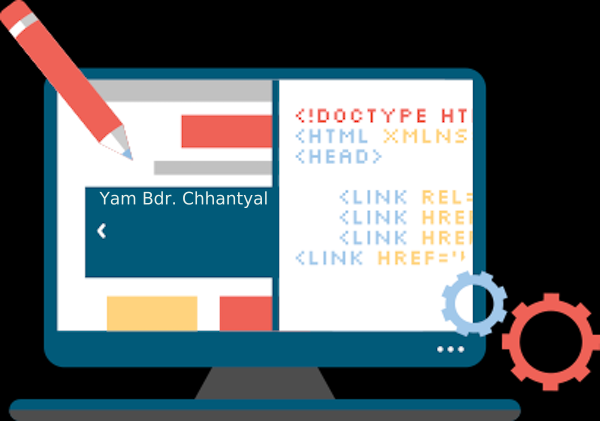 Yam Bdr. Chhantyal
<!DOCTYPE HT
<HTML XMLNS
<HEAD>
<LINK REL=
<LINK HREF
<LINK HREF
<LINK HREF="